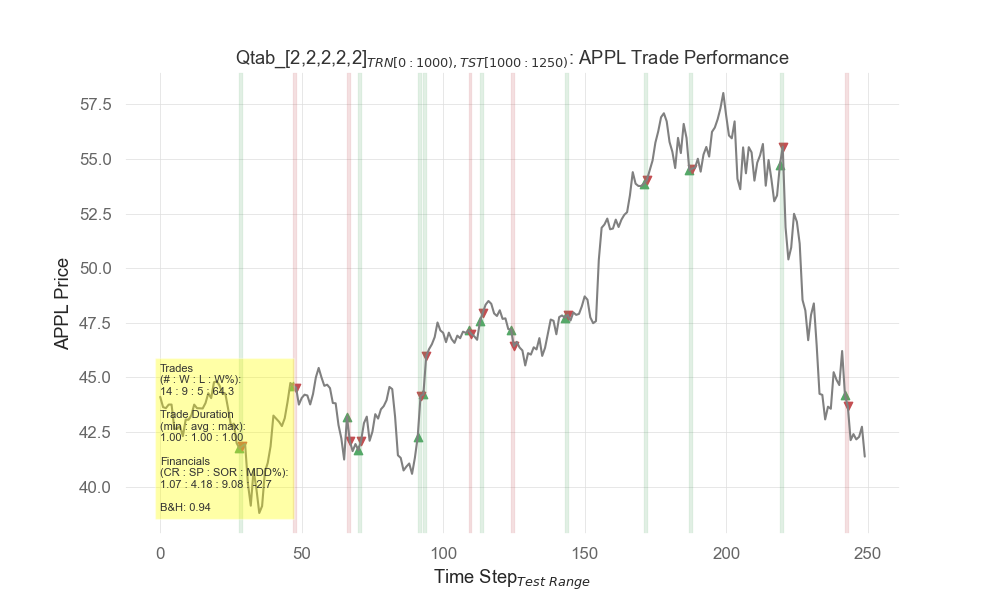 Qtab_[2,2,2,2,2]TRN[0 : 1000), TST[1000 : 1250): APPL Trade Performance
APPL Price
57.5
55.0
52.5
50.0
47.5
45.0
42.5
40.0
Trades
(# : W : L : W%):
14 : 9 : 5 : 64.3
Trade Duration
(min : avg : max):
1.00 : 1.00 : 1.00
Financials
(CR : SP : SOR : MDD%):
1.07 : 4.18 : 9.08 : -2.7
B&H: 0.94
0 50 100 150 200 250
Time StepTest Range